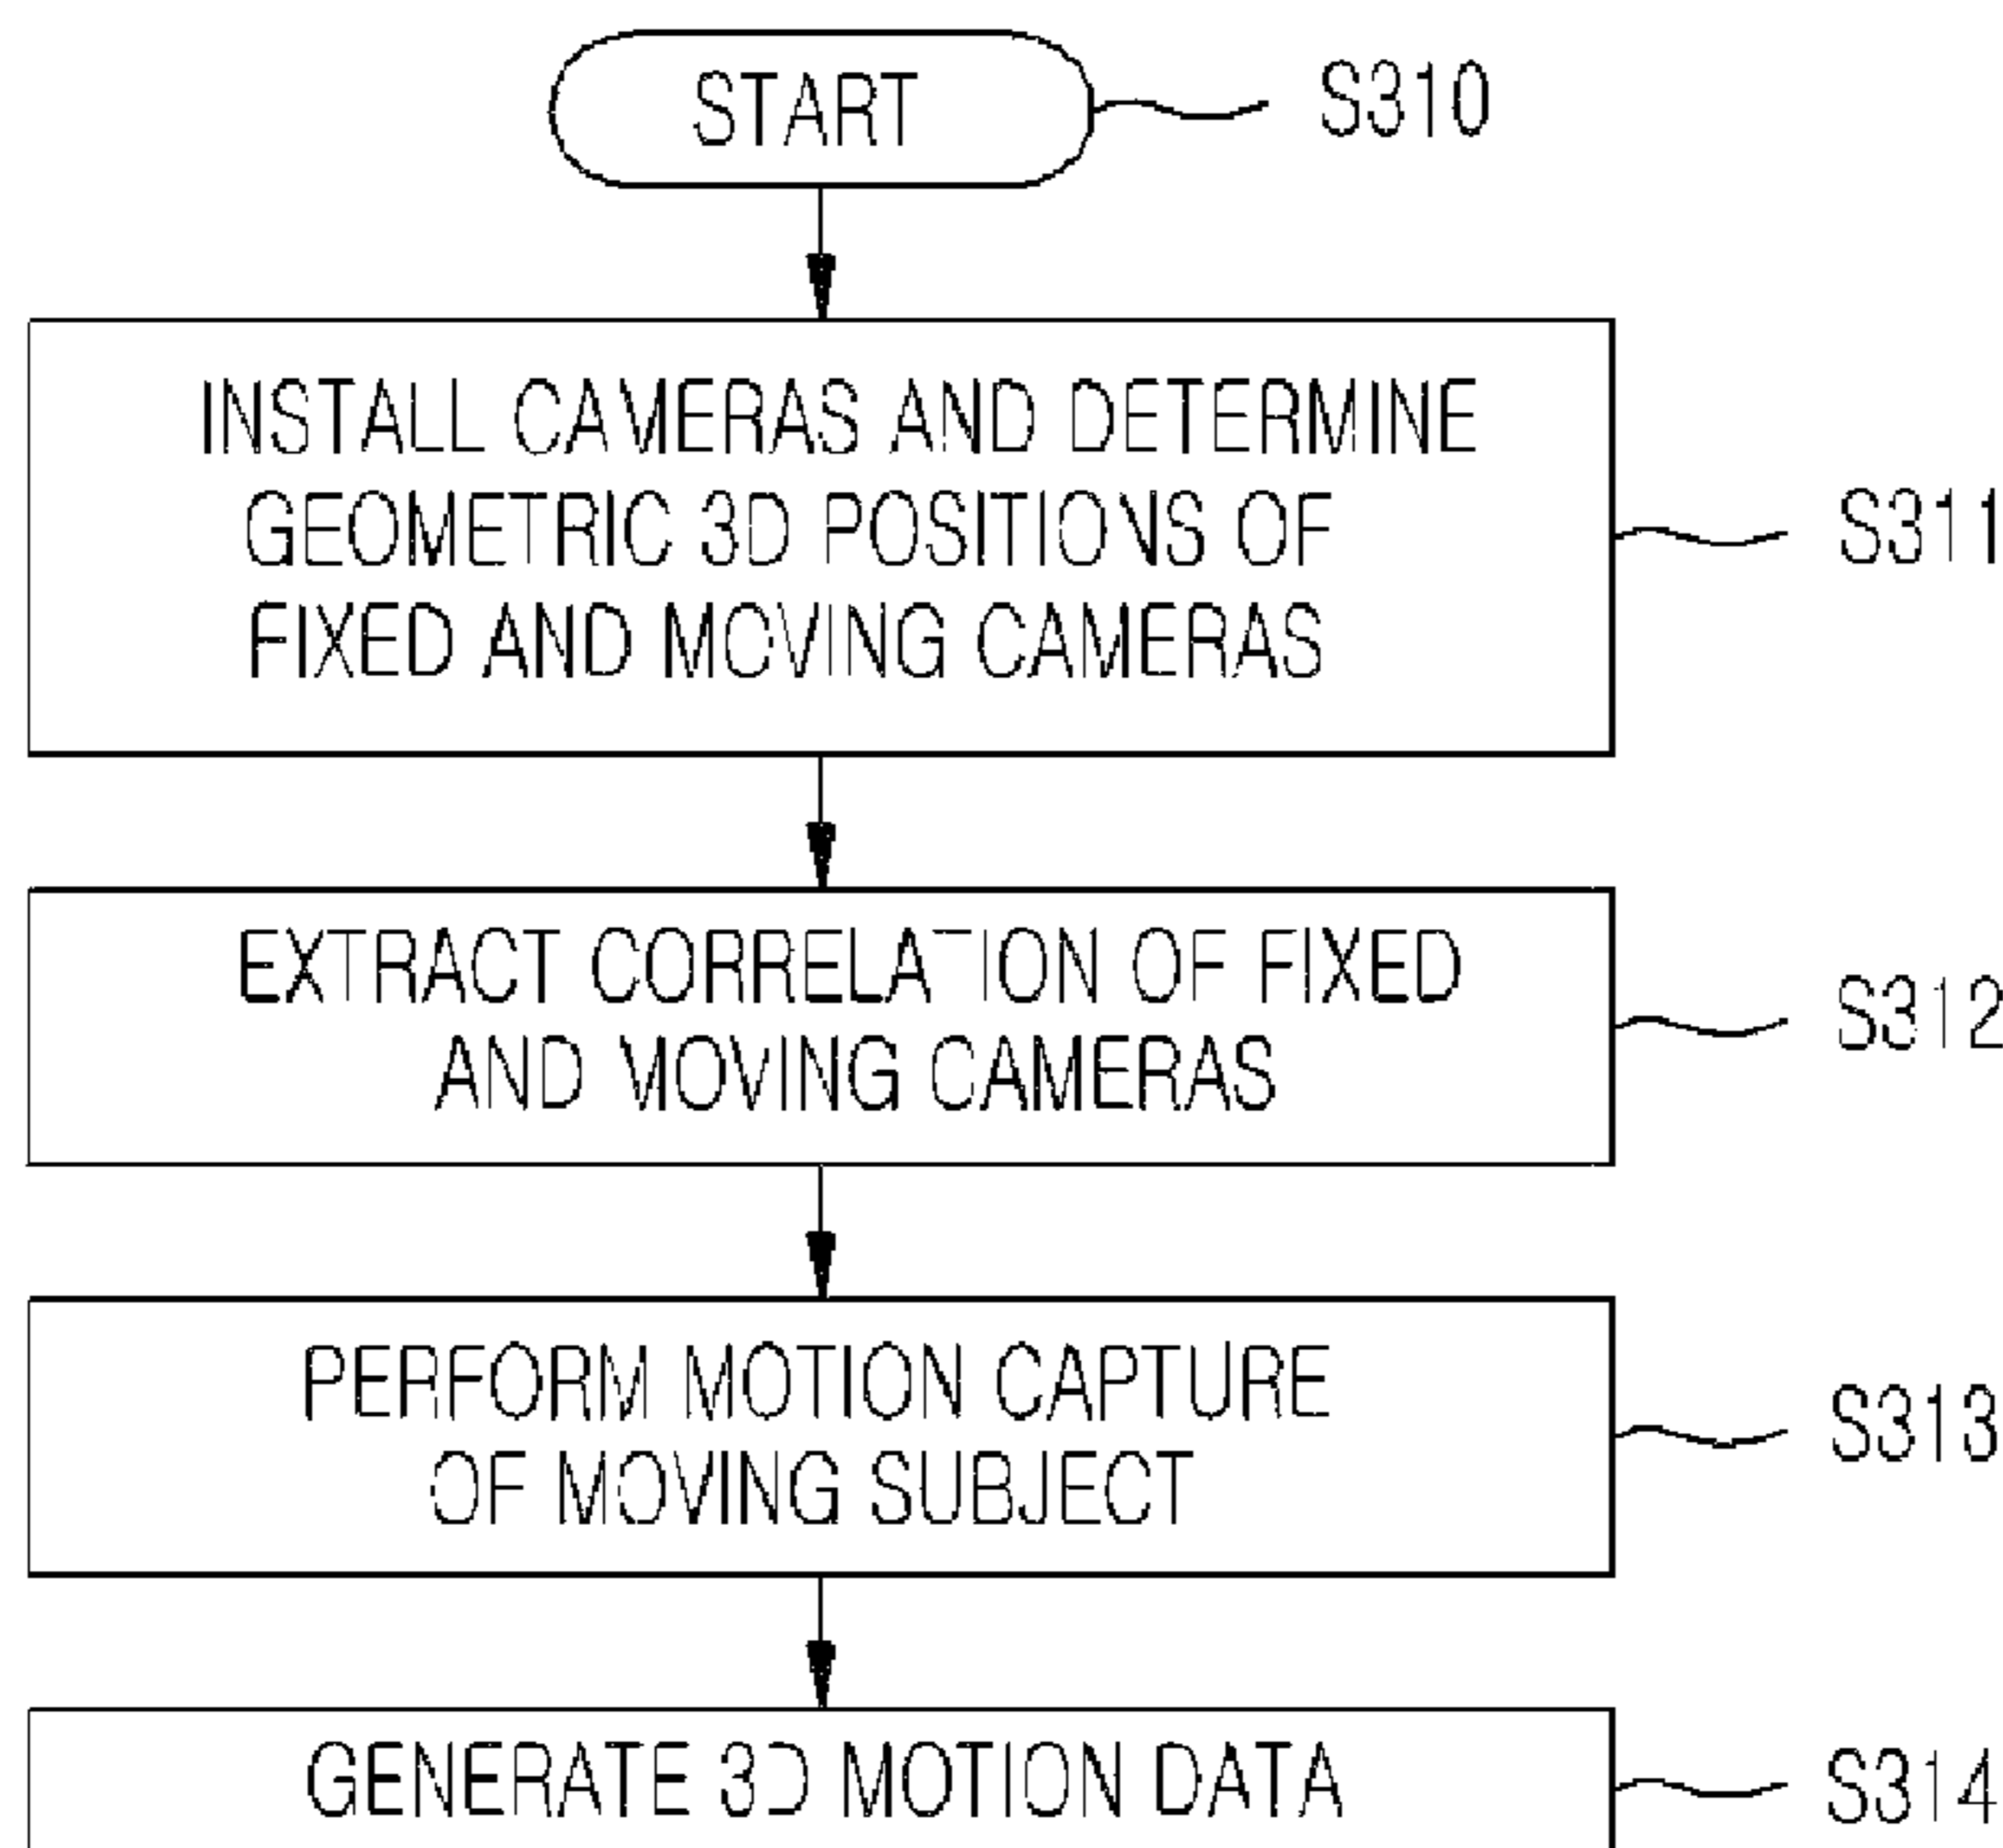 START
S310
INSTALL CAMERAS AND DETERMINE
GEOMETRIC 3D POSITIONS OF
FIXED AND MOVING CAMERAS
S311
EXTRACT CORRELATION OF FIXED
AND MOVING CAMERAS
S312
PERFORM MOTION CAPTURE
OF MOVING SUBJECT
S313
GENERATE 3D MOTION DATA
S314